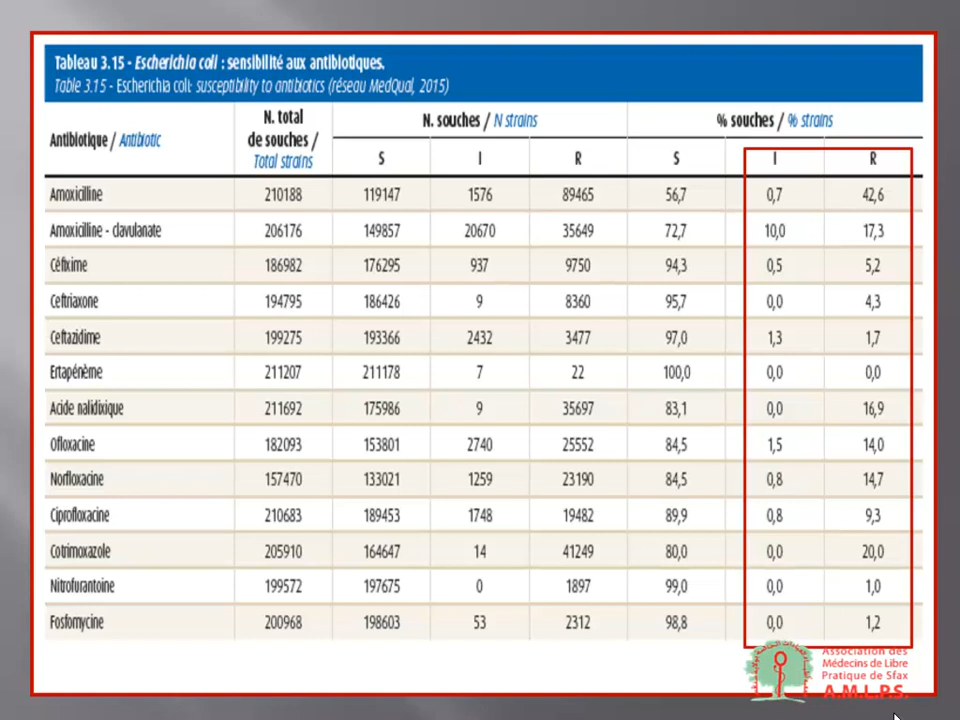 Tableau 3.15 - Escherichia coli : sensibilité aux antibiotiques.
Table 3.15 - Escherichia coli: susceptibility to antibiotics (réseau MedQual, 2015)
Antibiotique / Antibiotic N. total de souches / Total strains N. souches / N strains % souches / % strains
S I R S I R
Amoxicilline 210188 119147 1576 89465 56,7 0,7 42,6
Amoxicilline - clavulanate 206176 149857 20670 35649 72,7 10,0 17,3
Céfixime 186982 176295 937 9750 94,3 0,5 5,2
Ceftriaxone 194795 186426 9 8360 95,7 0,0 4,3
Ceftazidime 199275 193366 2432 3477 97,0 1,3 1,7
Ertapénème 211207 211178 7 22 100,0 0,0 0,0
Acide nalidixique 211692 175986 9 35697 83,1 0,0 16,9
Ofloxacine 182093 153801 2740 25552 84,5 1,5 14,0
Norfloxacine 157470 133021 1259 23190 84,5 0,8 14,7
Ciprofloxacine 210683 189453 1748 19482 89,9 0,8 9,3
Cotrimoxazole 205910 164647 14 41249 80,0 0,0 20,0
Nitrofurantoine 199572 197675 0 1897 99,0 0,0 1,0
Fosfomycine 200968 198603 53 2312 98,8 0,0 1,2
Association des
Médecins de Libre
Pratique de Sfax
A.M.L.P.S.